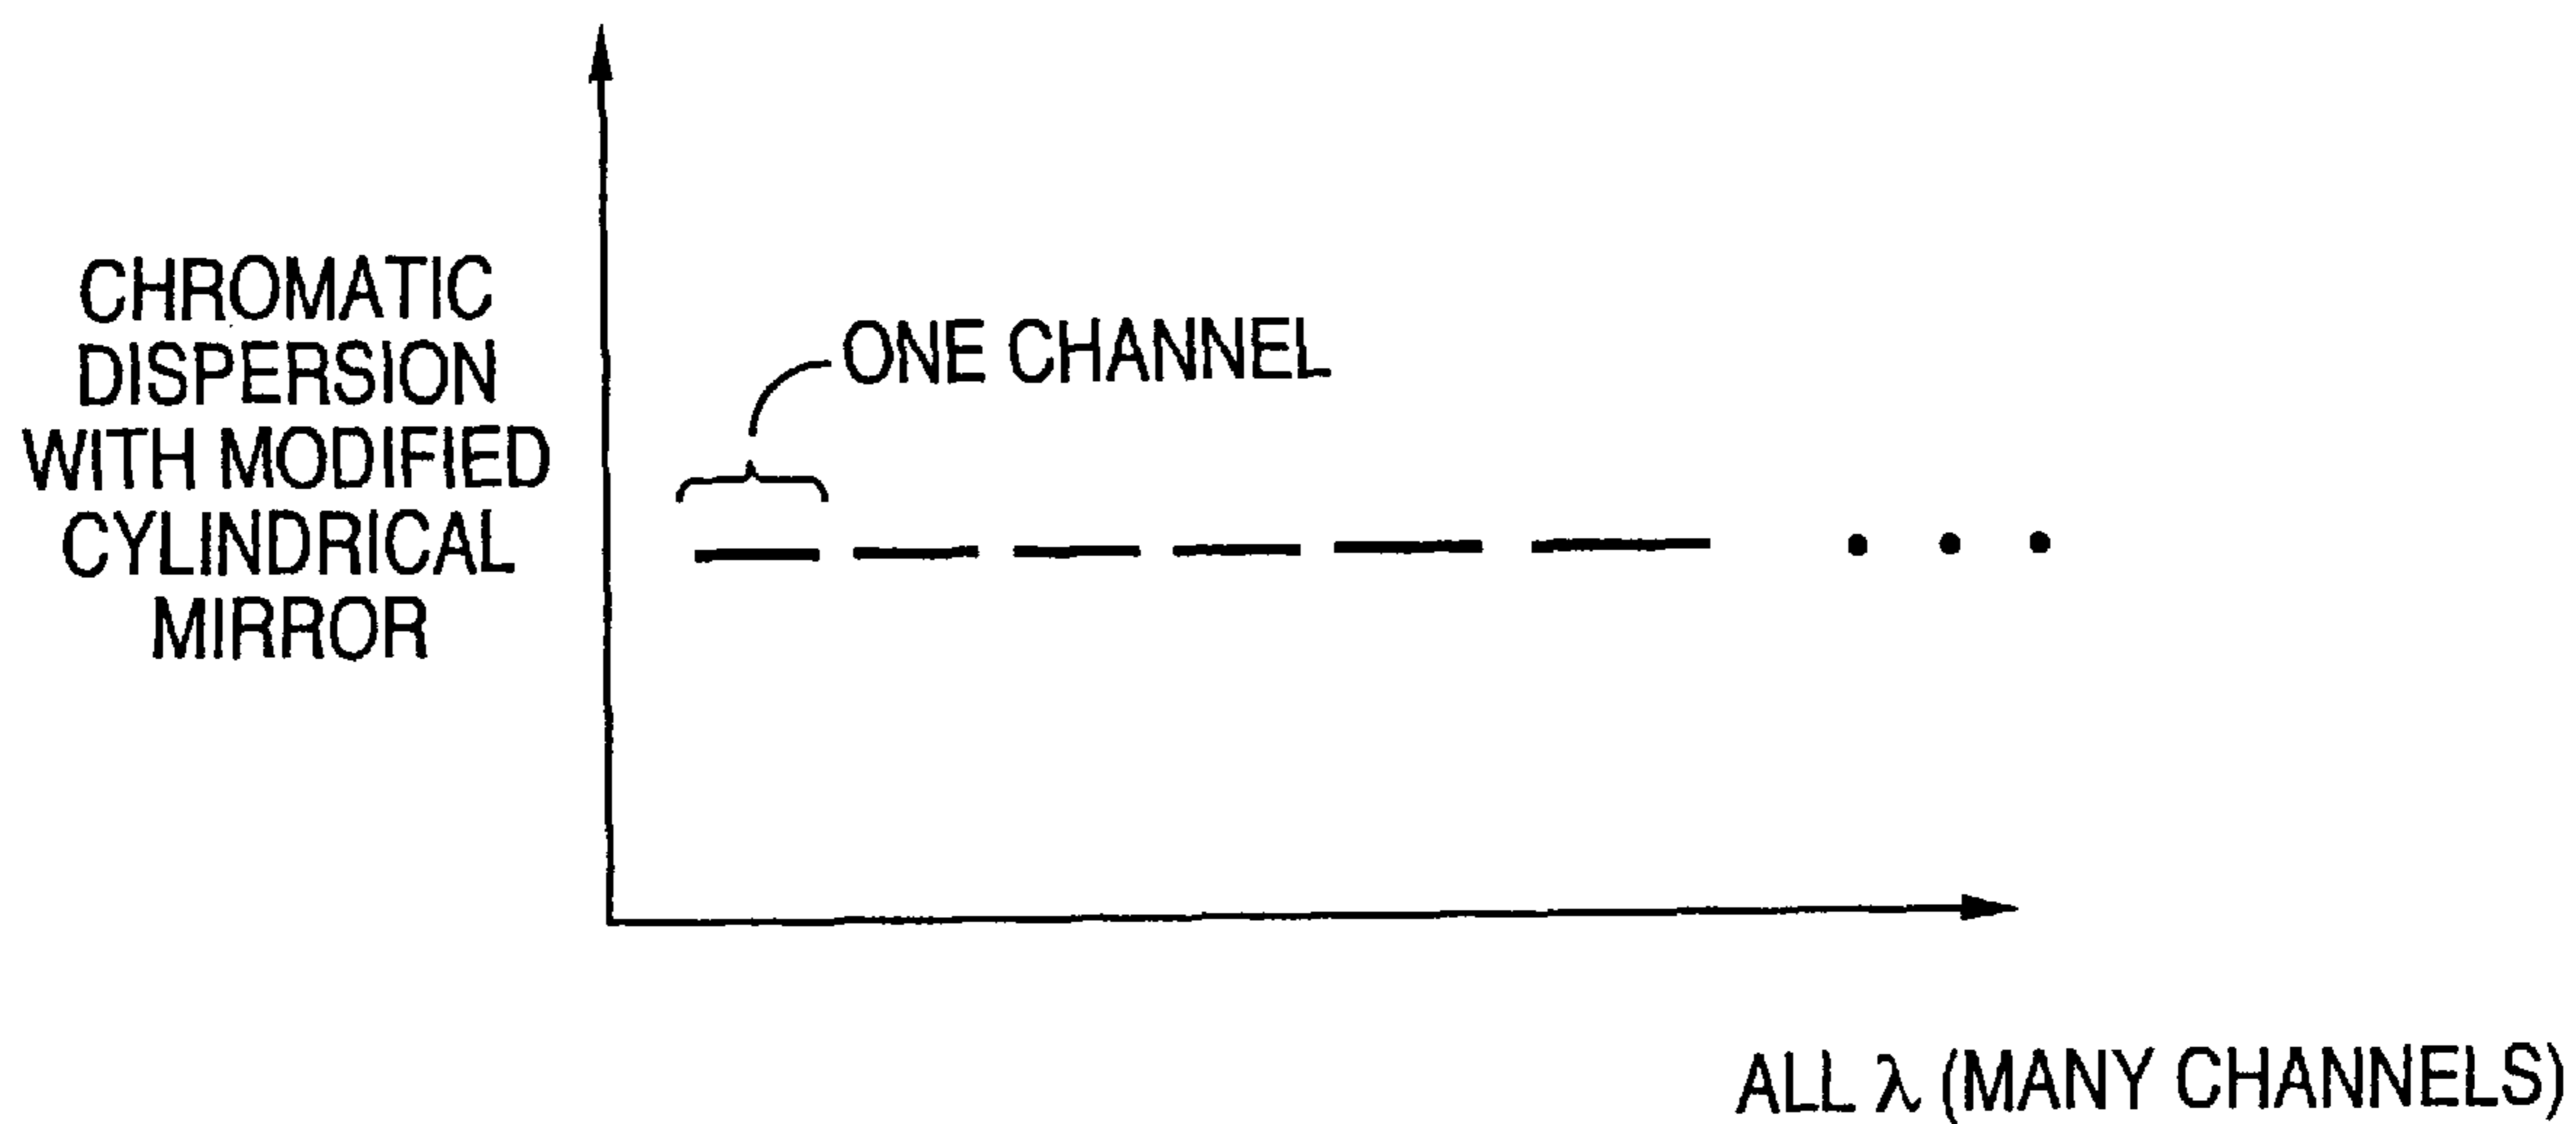 CHROMATIC
DISPERSION
WITH MODIFIED
CYLINDRICAL
MIRROR
ONE CHANNEL
ALL λ (MANY CHANNELS)